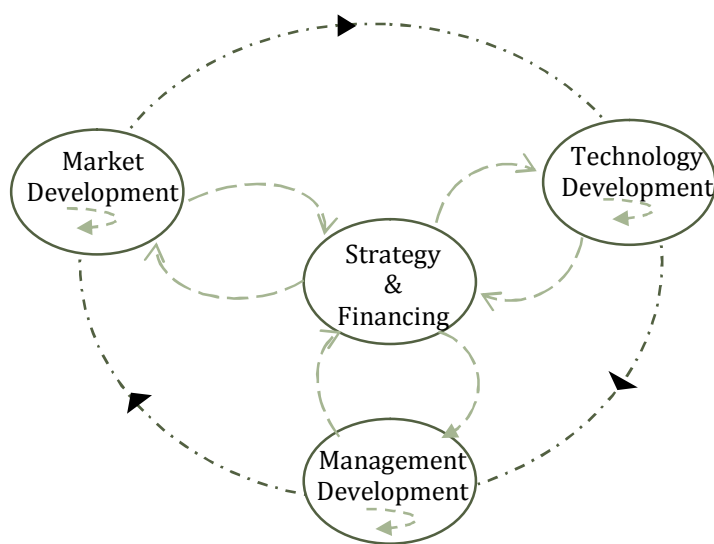 Market
Development
Technology
Development
Strategy
&
Financing
Management
Development